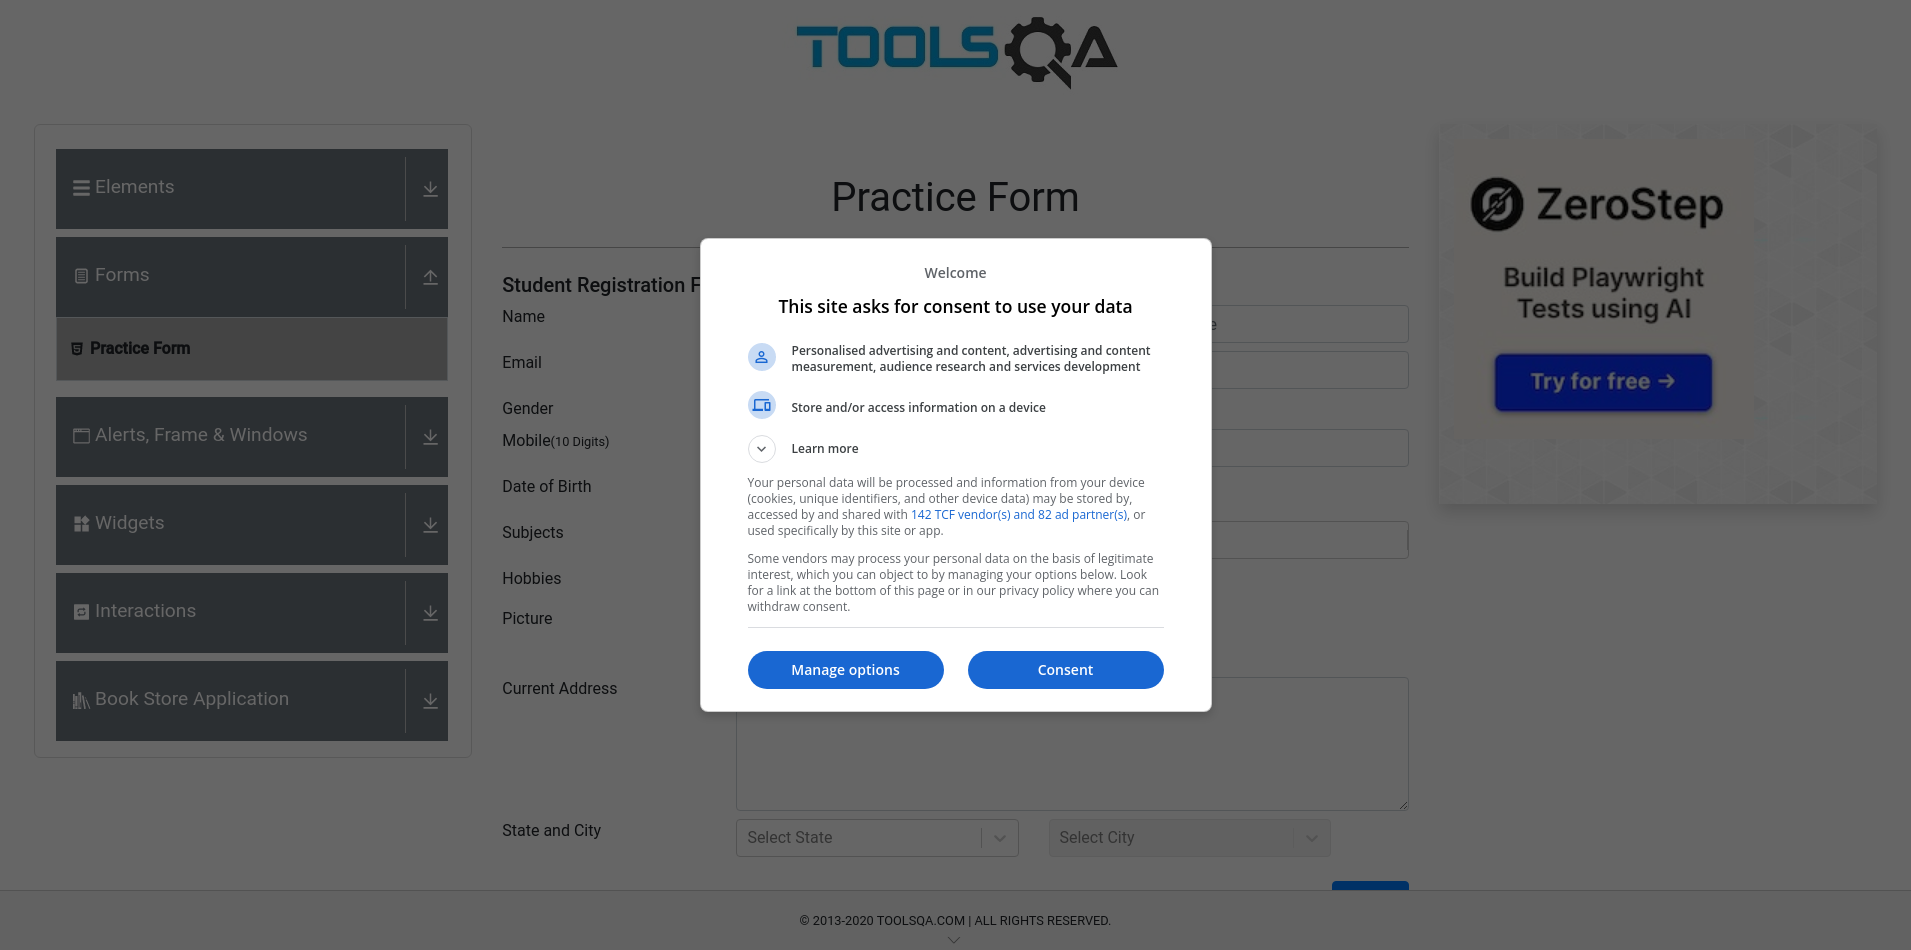 TOOLSQA
Elements
Forms
Practice Form
Alerts, Frame & Windows
Widgets
Interactions
Book Store Application
Practice Form
Student Registration F
Name
e
Email
Gender
Mobile(10 Digits)
Date of Birth
Subjects
Hobbies
Picture
Current Address
State and City
Select State
Select City
Welcome
This site asks for consent to use your data
Personalised advertising and content, advertising and content
measurement, audience research and services development
Store and/or access information on a device
Learn more
Your personal data will be processed and information from your device
(cookies, unique identifiers, and other device data) may be stored by,
accessed by and shared with 142 TCF vendor(s) and 82 ad partner(s), or
used specifically by this site or app.
Some vendors may process your personal data on the basis of legitimate
interest, which you can object to by managing your options below. Look
for a link at the bottom of this page or in our privacy policy where you can
withdraw consent.
Manage options
Consent
ZeroStep
Build Playwright
Tests using AI
Try for free →
© 2013-2020 TOOLSQA.COM | ALL RIGHTS RESERVED.